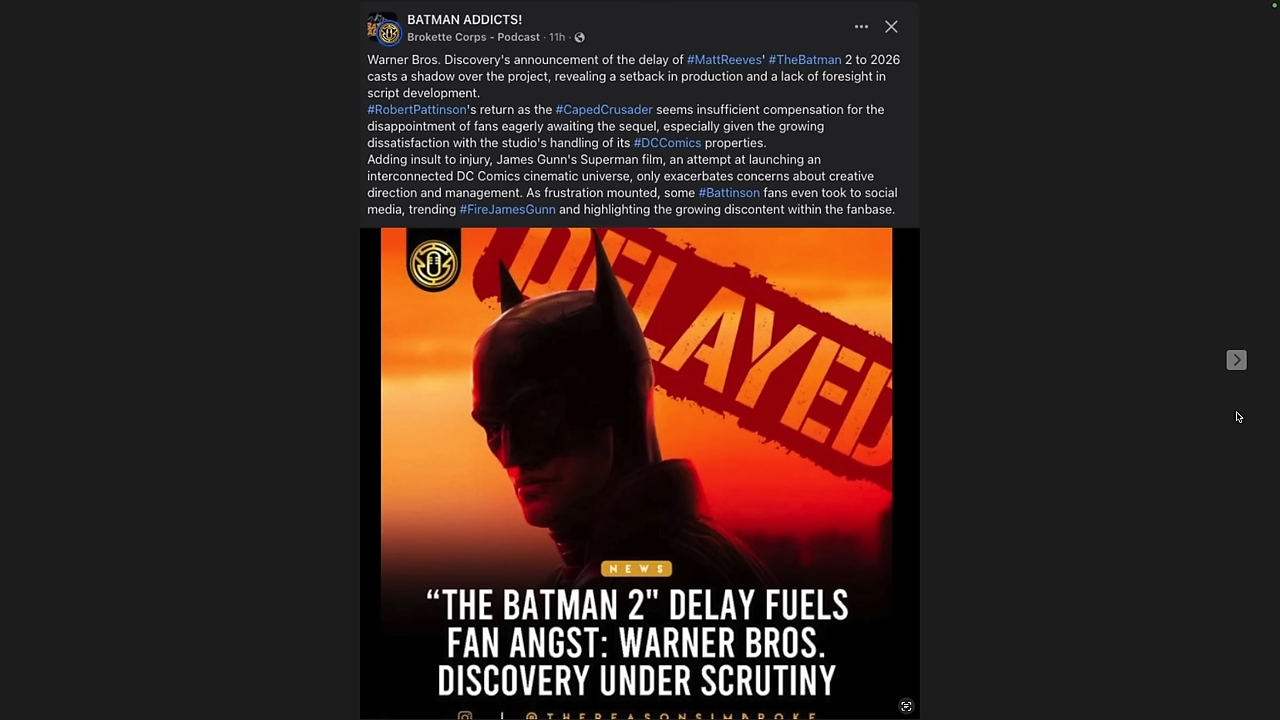 BATMAN ADDICTS!
Brokette Corps - Podcast · 11h ·
Warner Bros. Discovery's announcement of the delay of #MattReeves' #TheBatman 2 to 2026
casts a shadow over the project, revealing a setback in production and a lack of foresight in
script development.
#RobertPattinson's return as the #CapedCrusader seems insufficient compensation for the
disappointment of fans eagerly awaiting the sequel, especially given the growing
dissatisfaction with the studio's handling of its #DCComics properties.
Adding insult to injury, James Gunn's Superman film, an attempt at launching an
interconnected DC Comics cinematic universe, only exacerbates concerns about creative
direction and management. As frustration mounted, some #Battinson fans even took to social
media, trending #FireJamesGunn and highlighting the growing discontent within the fanbase.
DELAYED
NEWS
“THE BATMAN 2" DELAY FUELS
FAN ANGST: WARNER BROS.
DISCOVERY UNDER SCRUTINY
| @THEREASONSIMBROKE